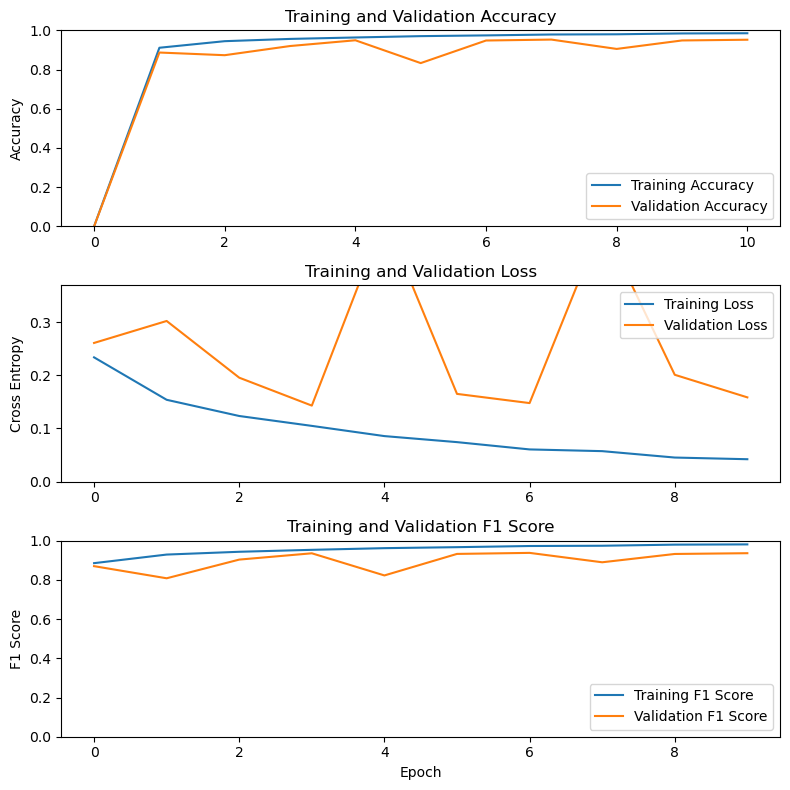 Training and Validation Accuracy
1.0
0.8
0.6
0.4
0.2
0.0
Accuracy
Training Accuracy
Validation Accuracy
0 2 4 6 8 10
Training and Validation Loss
0.3
0.2
0.1
0.0
Cross Entropy
Training Loss
Validation Loss
0 2 4 6 8
Training and Validation F1 Score
1.0
0.8
0.6
0.4
0.2
0.0
F1 Score
Training F1 Score
Validation F1 Score
0 2 4 6 8
Epoch